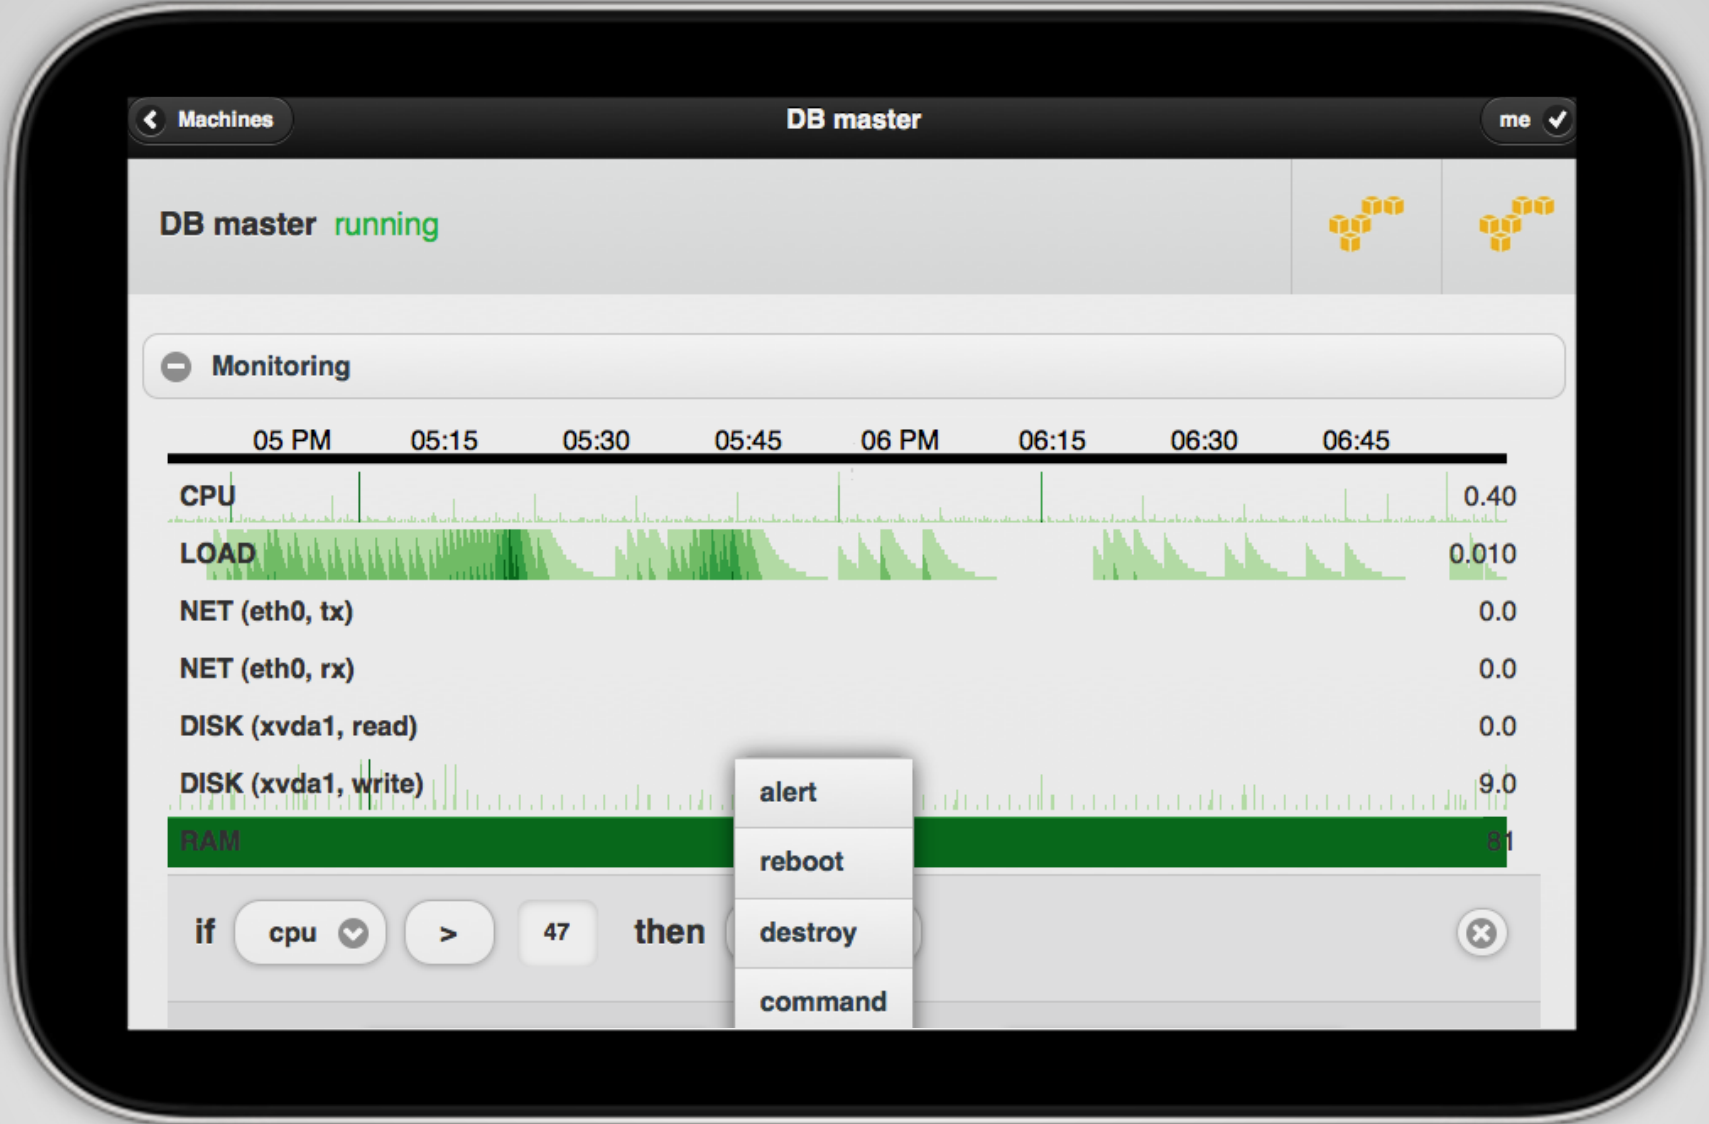 Machines DB master me
DB master running
Monitoring
05 PM 05:15 05:30 05:45 06 PM 06:15 06:30 06:45
CPU 0.40
LOAD 0.010
NET (eth0, tx) 0.0
NET (eth0, rx) 0.0
DISK (xvda1, read) 0.0
DISK (xvda1, write) 9.0
RAM 81
if cpu > 47 then
alert
reboot
destroy
command